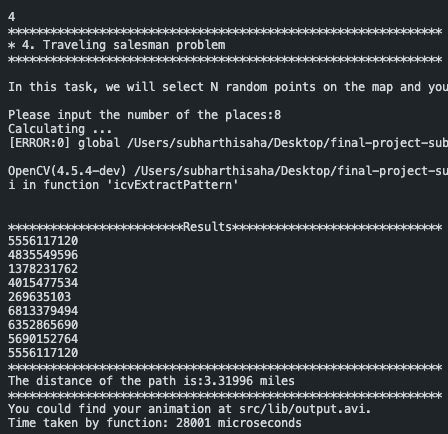 4
******************************************************************
* 4. Traveling salesman problem
******************************************************************
In this task, we will select N random points on the map and you
Please input the number of the places:8
Calculating ...
[ERROR:0] global /Users/subharthisaha/Desktop/final-project-sub
OpenCV(4.5.4-dev) /Users/subharthisaha/Desktop/final-project-su
i in function 'icvExtractPattern'
**************************Results*******************************
5556117120
4835549596
1378231762
4015477534
269635103
6813379494
6352865690
5690152764
5556117120
******************************************************************
The distance of the path is:3.31996 miles
******************************************************************
You could find your animation at src/lib/output.avi.
Time taken by function: 28001 microseconds